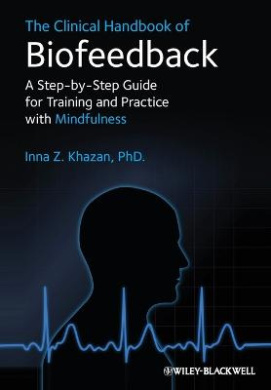 The Clinical Handbook of
Biofeedback
A Step–by–Step Guide
for Training and Practice
with Mindfulness
Inna Z. Khazan, PhD.
WILEY-BLACKWELL